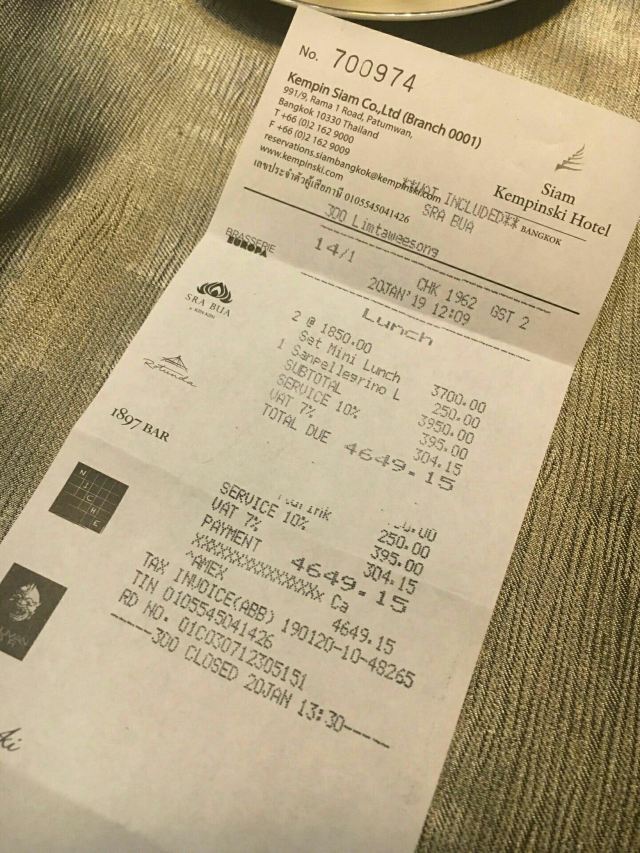 No. 700974
Kempin Siam Co.,Ltd (Branch 0001)
991/9, Rama 1 Road, Patumwan,
Bangkok 10330 Thailand
T +66 (0)2 162 9000
F +66 (0)2 162 9009
reservations.siambangkok@kempinski.com
www.kempinski.com
เลขประจำตัวผู้เสียภาษี 0105545041426
Siam
Kempinski Hotel
BANGKOK
**VAT INCLUDED**
SRA BUA
300 Limtaweesong
14/1 CHK 1962 GST 2
20JAN'19 12:09
BRASSERIE
EUROPA
SRA BUA
Rotunda
1897 BAR
NICHE
Lunch
2 @ 1850.00
Set Mini Lunch 3700.00
1 Sanpellegrino L 250.00
SUBTOTAL 3950.00
SERVICE 10% 395.00
VAT 7% 304.15
TOTAL DUE 4649.15
250.00
SERVICE 10% 395.00
VAT 7% 304.15
PAYMENT 4649.15
XXXXXXXXXXXXXXXX Ca
^AMEX 4649.15
TAX INVOICE(ABB) 190120-10-48265
TIN 0105545041426
RD NO. 01C030712305151
-----300 CLOSED 20JAN 13:30-----